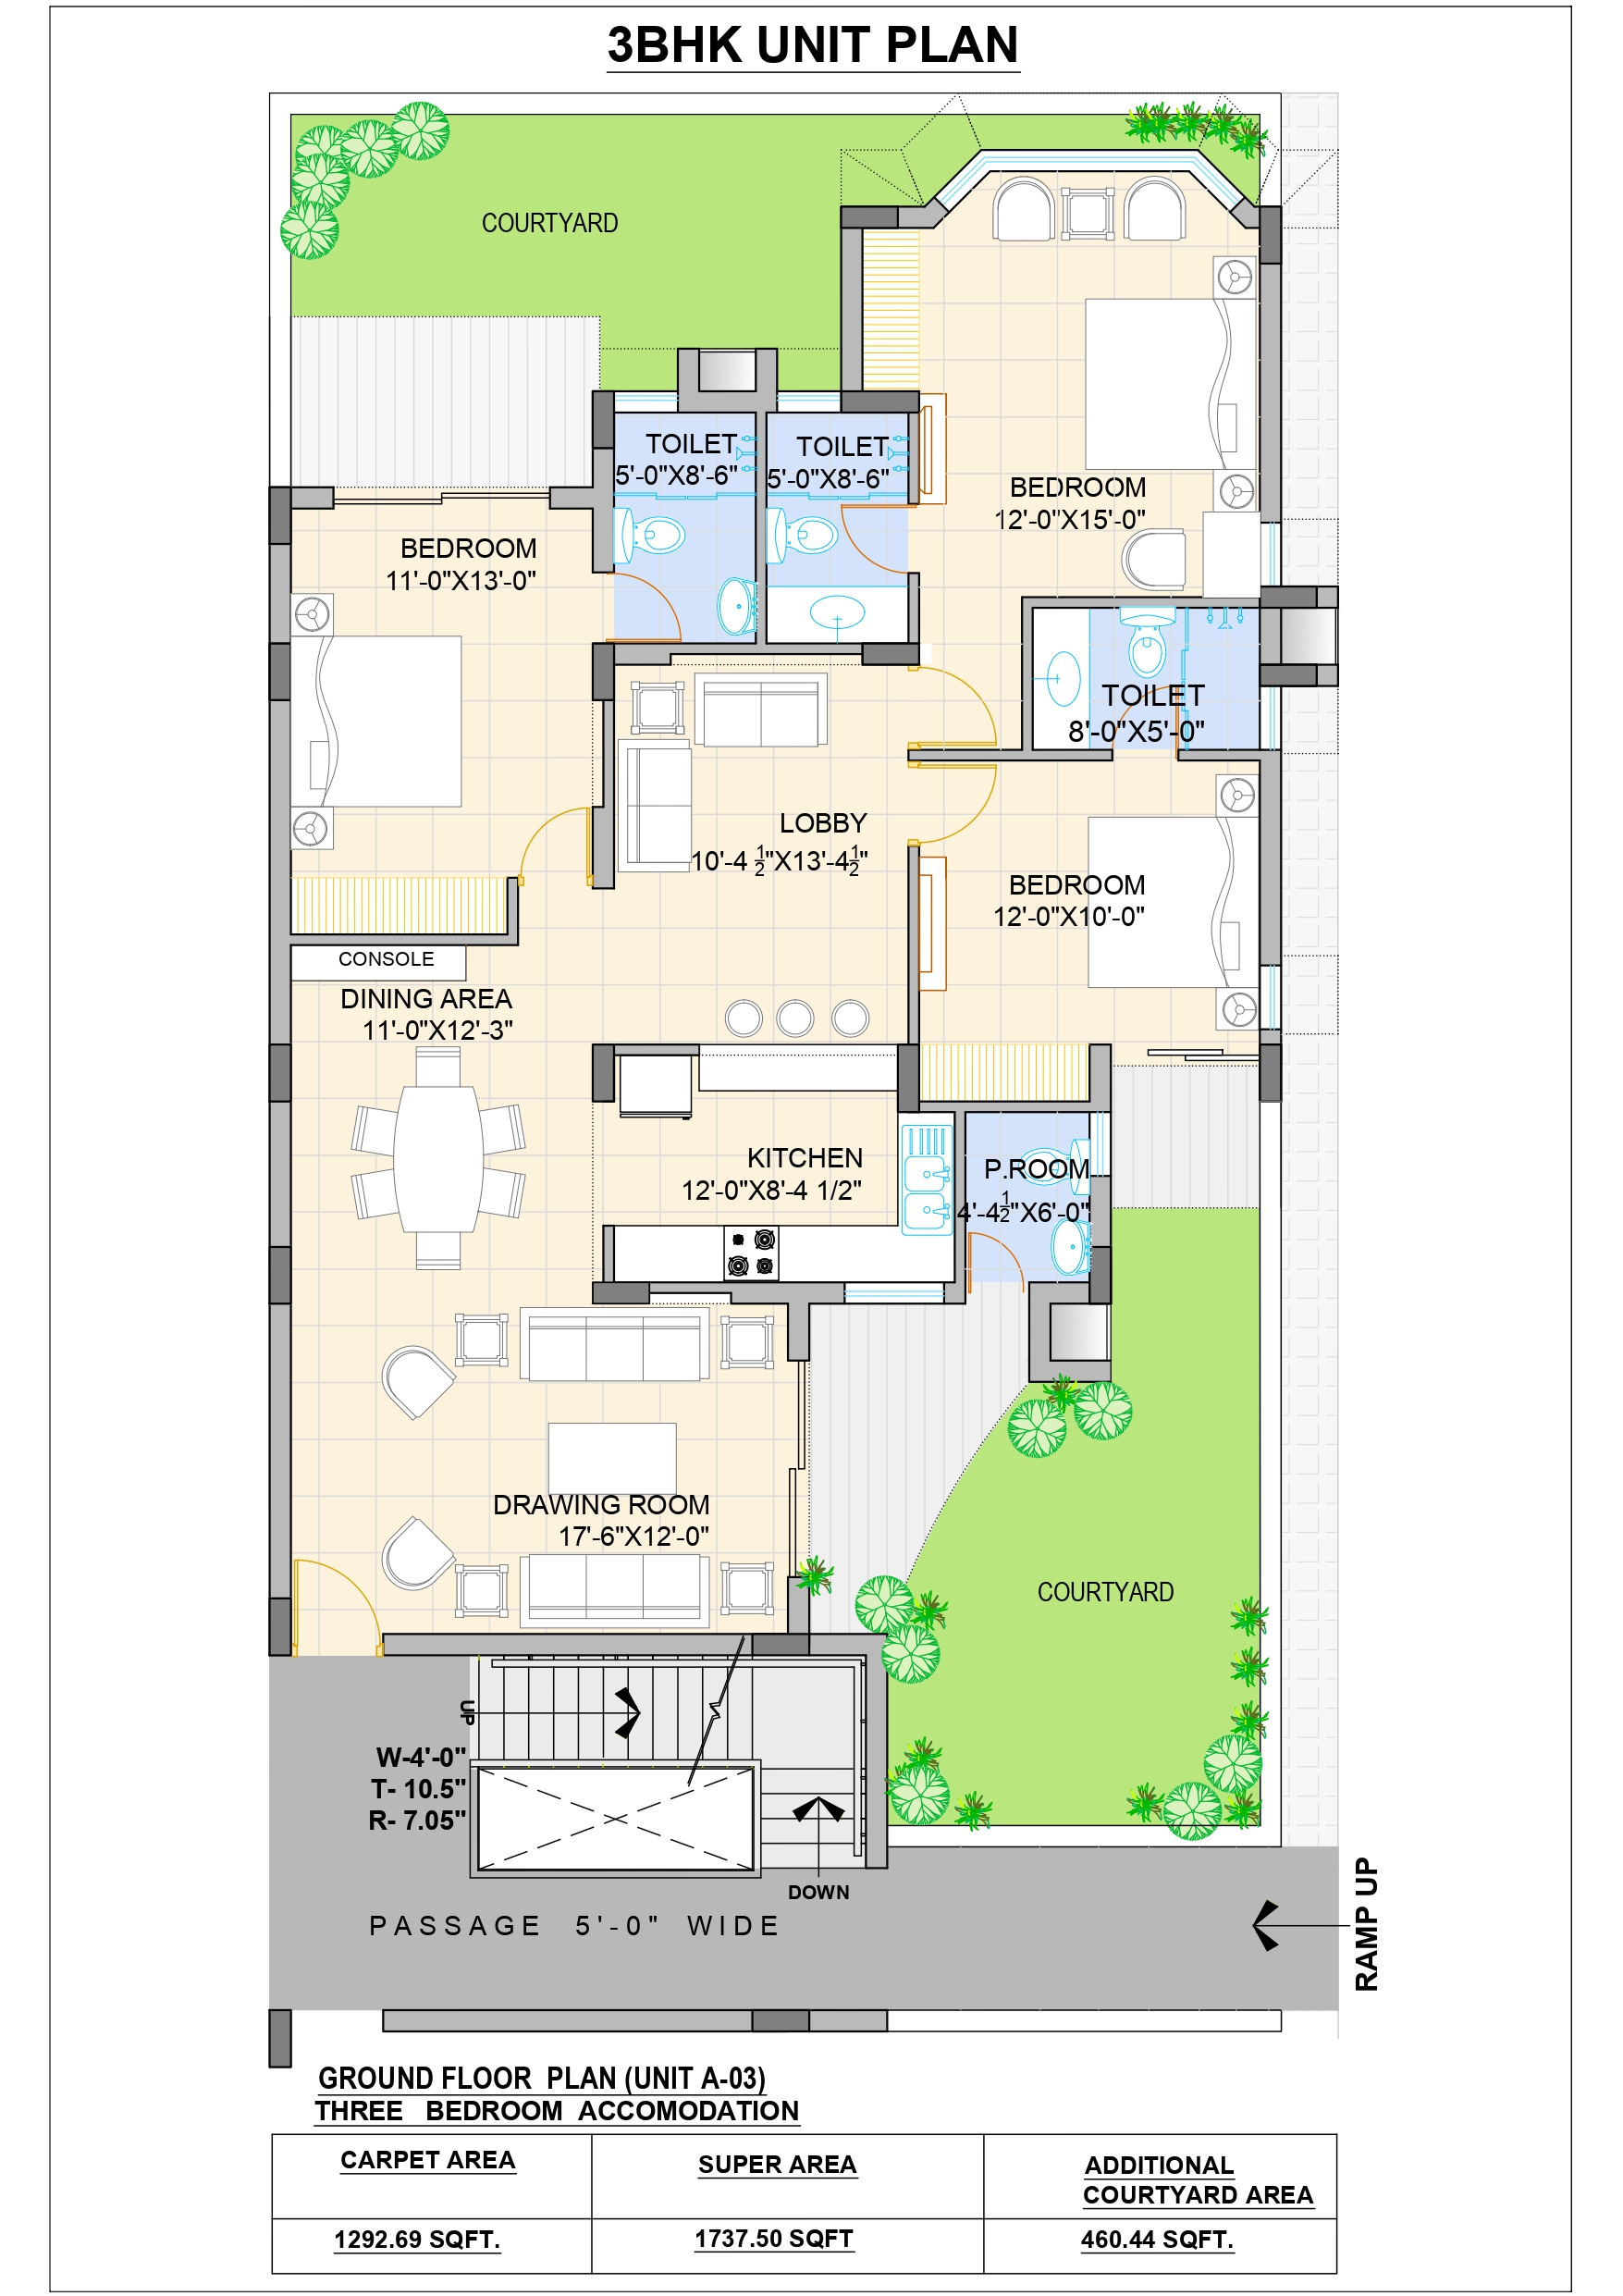 3BHK UNIT PLAN
COURTYARD
TOILET
5'-0"X8'-6"
TOILET
5'-0"X8'-6"
BEDROOM
12'-0"X15'-0"
BEDROOM
11'-0"X13'-0"
TOILET
8'-0"X5'-0"
LOBBY
10'-4 1/2"X13'-4 1/2"
BEDROOM
12'-0"X10'-0"
CONSOLE
DINING AREA
11'-0"X12'-3"
KITCHEN
12'-0"X8'-4 1/2"
P.ROOM
4'-4 1/2"X6'-0"
DRAWING ROOM
17'-6"X12'-0"
COURTYARD
UP
W-4'-0"
T- 10.5"
R- 7.05"
DOWN
PASSAGE 5'-0" WIDE
RAMP UP
GROUND FLOOR PLAN (UNIT A-03)
THREE BEDROOM ACCOMODATION
CARPET AREA
SUPER AREA
ADDITIONAL
COURTYARD AREA
1292.69 SQFT.
1737.50 SQFT
460.44 SQFT.